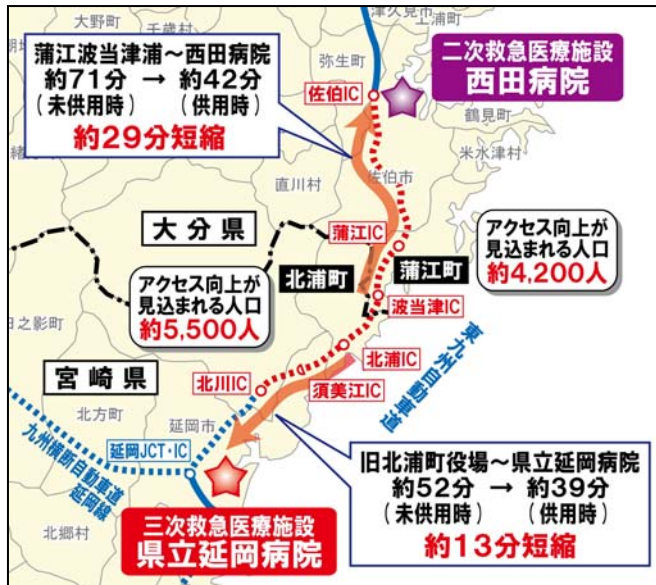 大野町
千歳村
津久見市
上浦町
弥生町
蒲江波当津浦～西田病院
約71分 → 約42分
(未供用時) (供用時)
約29分短縮
二次救急医療施設
西田病院
佐伯IC
鶴見町
米水津村
直川村
佐伯市
大分県
蒲江IC
アクセス向上が
見込まれる人口
約4,200人
北浦町
蒲江町
アクセス向上が
見込まれる人口
約5,500人
日之影町
波当津IC
東九州自動車道
宮崎県
北浦IC
北川IC
須美江IC
北方町
延岡市
延岡JCT・IC
九州横断自動車道
延岡線
旧北浦町役場～県立延岡病院
約52分 → 約39分
(未供用時) (供用時)
約13分短縮
北郷村
三次救急医療施設
県立延岡病院